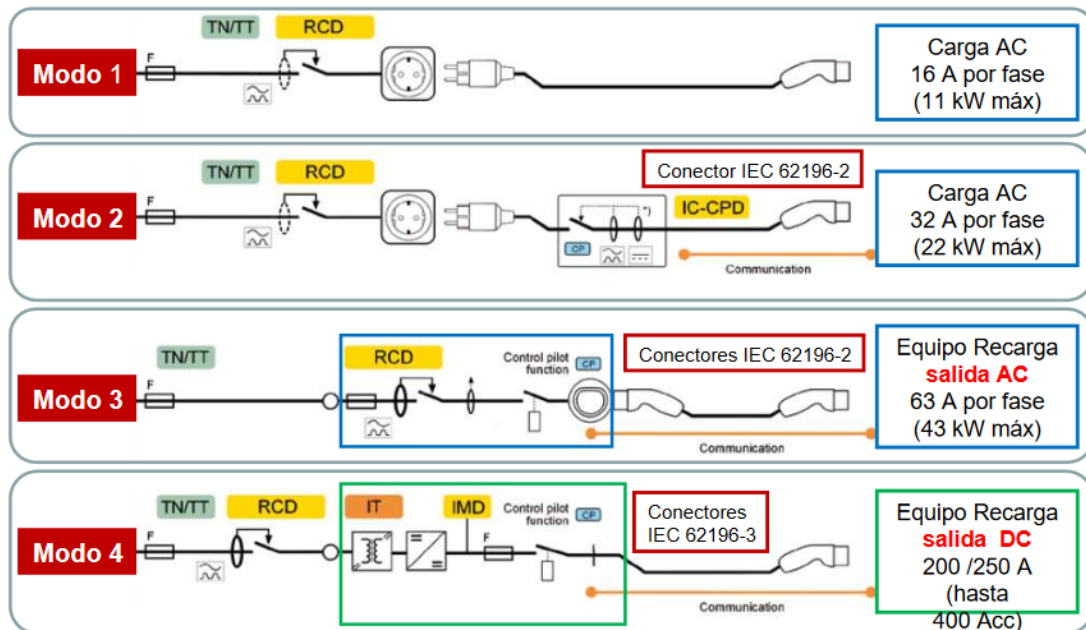 Modo 1
F
TN/TT
RCD
Carga AC
16 A por fase
(11 kW máx)
Modo 2
F
TN/TT
RCD
Conector IEC 62196-2
IC-CPD
*)
CP
Communication
Carga AC
32 A por fase
(22 kW máx)
Modo 3
F
TN/TT
RCD
Control pilot
function
CP
Conectores IEC 62196-2
Communication
Equipo Recarga
salida AC
63 A por fase
(43 kW máx)
Modo 4
F
TN/TT
RCD
IT
IMD
F
Control pilot
function
CP
Conectores
IEC 62196-3
Communication
Equipo Recarga
salida DC
200 /250 A
(hasta
400 Acc)